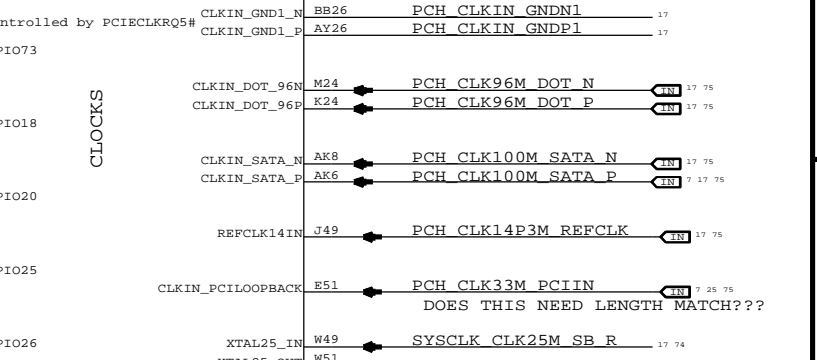 CLKIN_GND1_N BB26 PCH_CLKIN_GNDN1 17
ntrolled by PCIECLKRQ5# CLKIN_GND1_P AY26 PCH_CLKIN_GNDP1 17
PIO73
CLKIN_DOT_96N M24 PCH_CLK96M_DOT_N IN 17 75
CLKIN_DOT_96P K24 PCH_CLK96M_DOT_P IN 17 75
PIO18
CLOCKS
CLKIN_SATA_N AK8 PCH_CLK100M_SATA_N IN 17 75
CLKIN_SATA_P AK6 PCH_CLK100M_SATA_P IN 7 17 75
PIO20
REFCLK14IN J49 PCH_CLK14P3M_REFCLK IN 17 75
PIO25
CLKIN_PCILOOPBACK E51 PCH_CLK33M_PCIIN IN 7 25 75
DOES THIS NEED LENGTH MATCH???
PIO26 XTAL25_IN W49 SYSCLK_CLK25M_SB_R 17 74
XTAL25_OUT W51